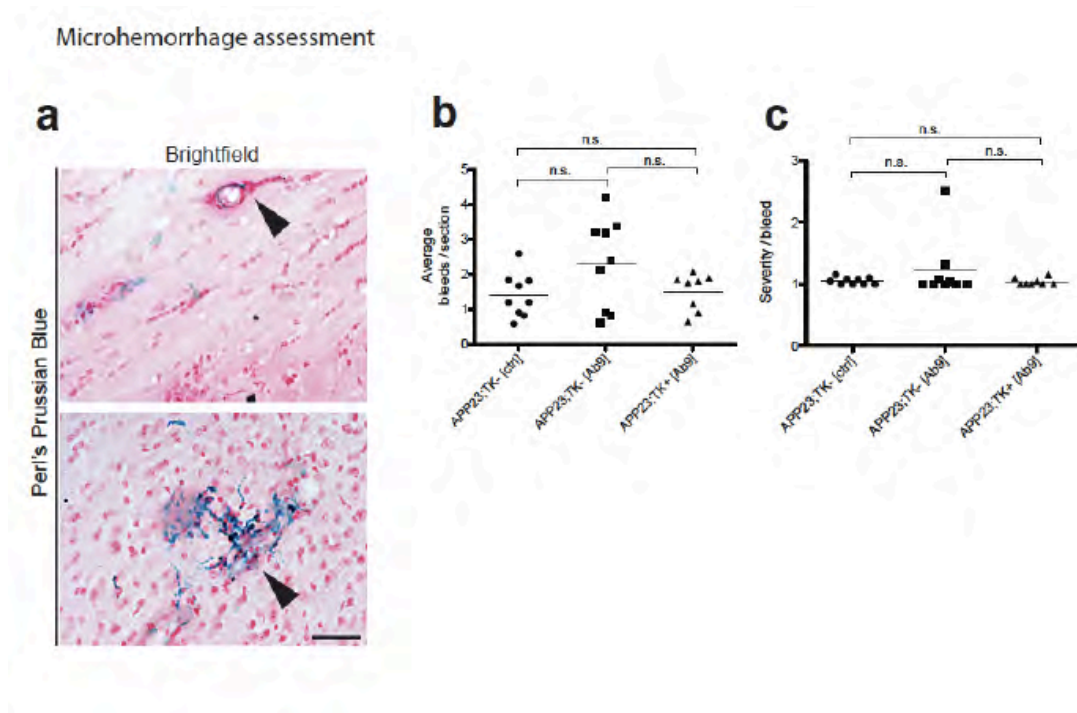 Microhemorrhage assessment
a
Brightfield
Perl's Prussian Blue
b
n.s.
n.s.
n.s.
5
4
3
2
1
0
Average
bleeds / section
APP23;TK- [ctrl]
APP23;TK- [Ab9]
APP23;TK+ [Ab9]
c
n.s.
n.s.
n.s.
3
2
1
0
Severity / bleed
APP23;TK- [ctrl]
APP23;TK- [Ab9]
APP23;TK+ [Ab9]